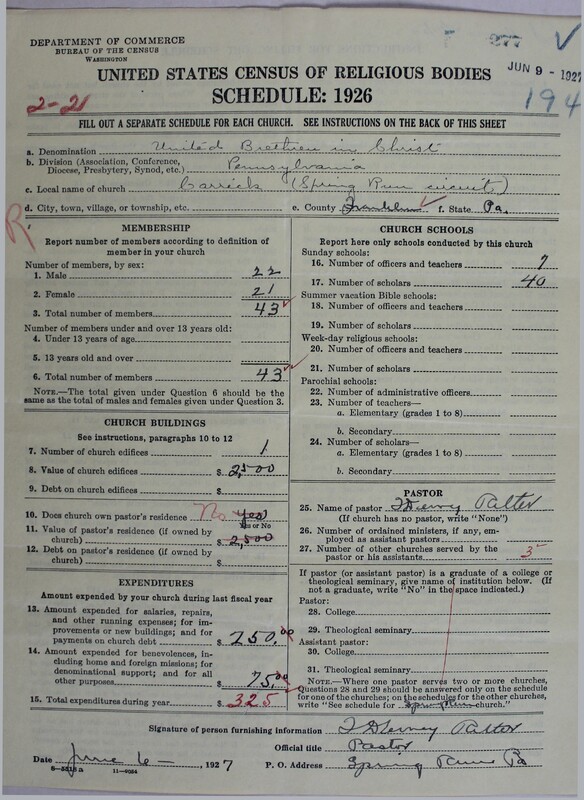 DEPARTMENT OF COMMERCE
BUREAU OF THE CENSUS
WASHINGTON
277
JUN 9 - 1927
194
UNITED STATES CENSUS OF RELIGIOUS BODIES
SCHEDULE: 1926
2-21
FILL OUT A SEPARATE SCHEDULE FOR EACH CHURCH. SEE INSTRUCTIONS ON THE BACK OF THIS SHEET
a. Denomination United Brethren in Christ
b. Division (Association, Conference, Diocese, Presbytery, Synod, etc.) Pennsylvania
c. Local name of church Carricks (Spring Run circuit)
d. City, town, village, or township, etc. e. County Franklin f. State Pa.
R
MEMBERSHIP
Report number of members according to definition of
member in your church
Number of members, by sex:
1. Male 22
2. Female 21
3. Total number of members 43
Number of members under and over 13 years old:
4. Under 13 years of age
5. 13 years old and over
6. Total number of members 43
NOTE.—The total given under Question 6 should be
the same as the total of males and females given under Question 3.
CHURCH BUILDINGS
See instructions, paragraphs 10 to 12
7. Number of church edifices 1
8. Value of church edifices $ 2,500
9. Debt on church edifices $
10. Does church own pastor's residence No yes
Yes or No
11. Value of pastor's residence (if owned by
church) $ 2,500
12. Debt on pastor's residence (if owned by
church) $
EXPENDITURES
Amount expended by your church during last fiscal year
13. Amount expended for salaries, repairs,
and other running expenses; for im-
provements or new buildings; and for
payments on church debt $ 250.00
14. Amount expended for benevolences, in-
cluding home and foreign missions; for
denominational support; and for all
other purposes $ 75.00
15. Total expenditures during year $ 325
CHURCH SCHOOLS
Report here only schools conducted by this church
Sunday schools:
16. Number of officers and teachers 7
17. Number of scholars 40
Summer vacation Bible schools:
18. Number of officers and teachers
19. Number of scholars
Week-day religious schools:
20. Number of officers and teachers
21. Number of scholars
Parochial schools:
22. Number of administrative officers
23. Number of teachers—
a. Elementary (grades 1 to 8)
b. Secondary
24. Number of scholars—
a. Elementary (grades 1 to 8)
b. Secondary
PASTOR
25. Name of pastor
(If church has no pastor, write "None")
26. Number of ordained ministers, if any, em-
ployed as assistant pastors
27. Number of other churches served by the
pastor or his assistants
If pastor (or assistant pastor) is a graduate of a college or
theological seminary, give name of institution below. (If
not a graduate, write "No" in the space indicated.)
Pastor:
28. College
29. Theological seminary
Assistant pastor:
30. College
31. Theological seminary
NOTE.—Where one pastor serves two or more churches,
Questions 28 and 29 should be answered only on the schedule
for one of the churches; on the schedules for the other churches,
write "See schedule for Spring Run church."
Signature of person furnishing information
Official title Pastor
Date June 6, 1927 P. O. Address Spring Run Pa
11-9064